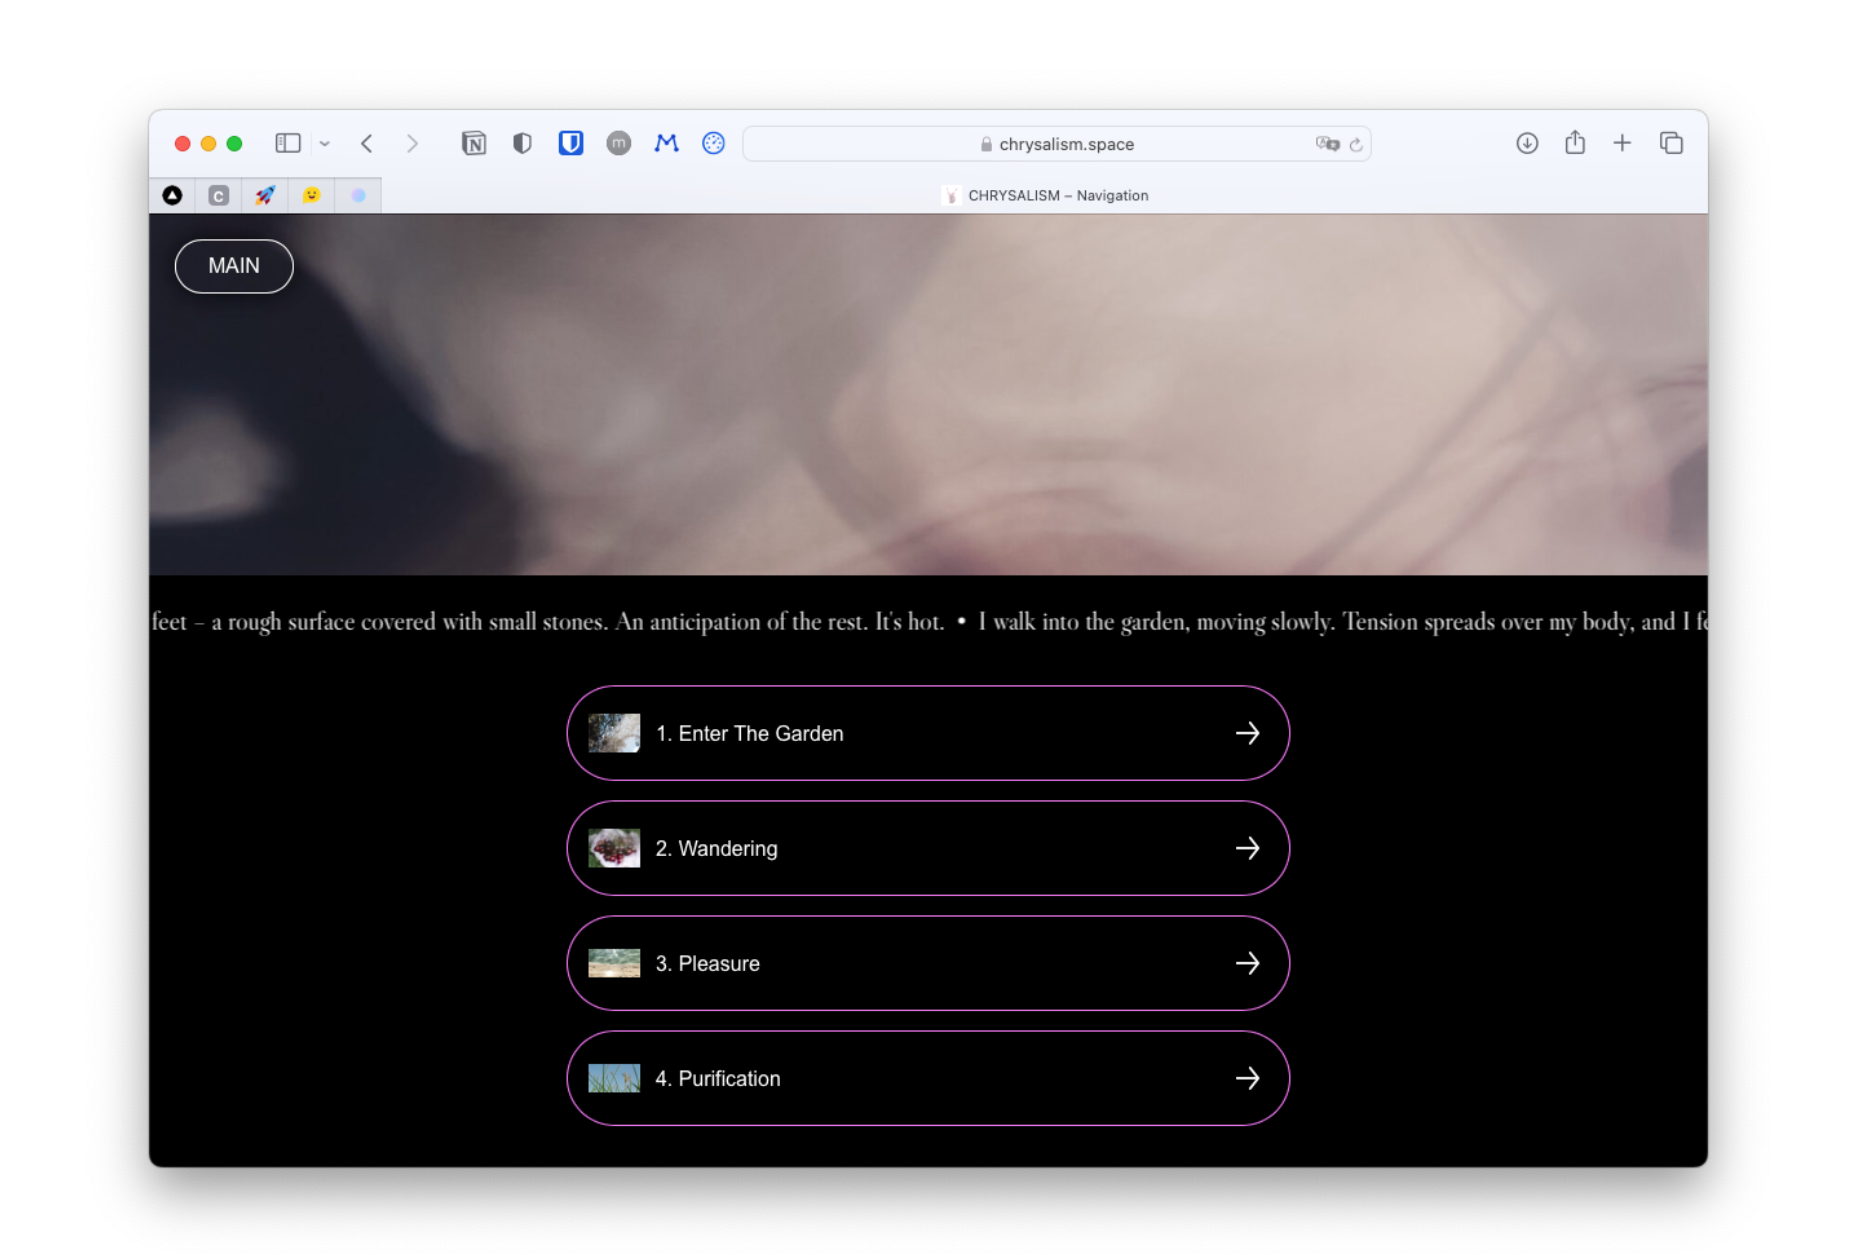 chrysalism.space
C
CHRYSALISM – Navigation
MAIN
feet – a rough surface covered with small stones. An anticipation of the rest. It's hot. • I walk into the garden, moving slowly. Tension spreads over my body, and I
1. Enter The Garden
2. Wandering
3. Pleasure
4. Purification